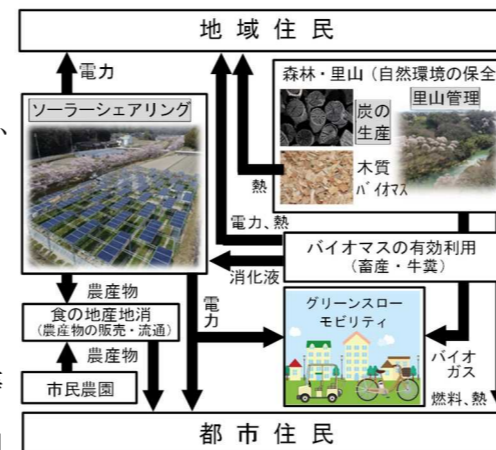 地域住民
電力
森林・里山（自然環境の保全
ソーラーシェアリング
、
炭の
生産
里山管理
木質
バイオマス
熱
電力、熱
バイオマスの有効利用
（畜産・牛糞）
消化液
農産物
電
力
グリーンスロー
モビリティ
食の地産地消
（農産物の販売・流通）
農産物
バイオ
ガス
市民農園
燃料、熱
都市住民